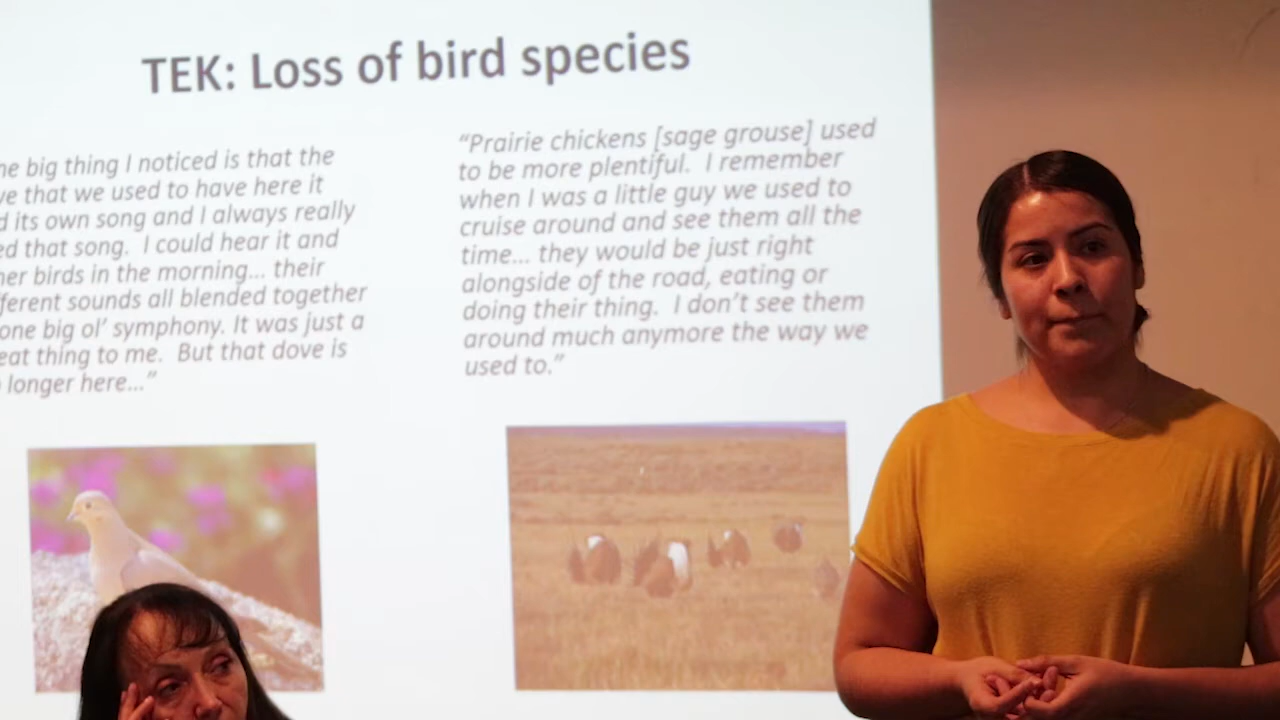 TEK: Loss of bird species
he big thing I noticed is that the
ve that we used to have here it
d its own song and I always really
ed that song. I could hear it and
her birds in the morning... their
fferent sounds all blended together
one big ol' symphony. It was just a
eat thing to me. But that dove is
longer here..."
"Prairie chickens [sage grouse] used
to be more plentiful. I remember
when I was a little guy we used to
cruise around and see them all the
time... they would be just right
alongside of the road, eating or
doing their thing. I don't see them
around much anymore the way we
used to."